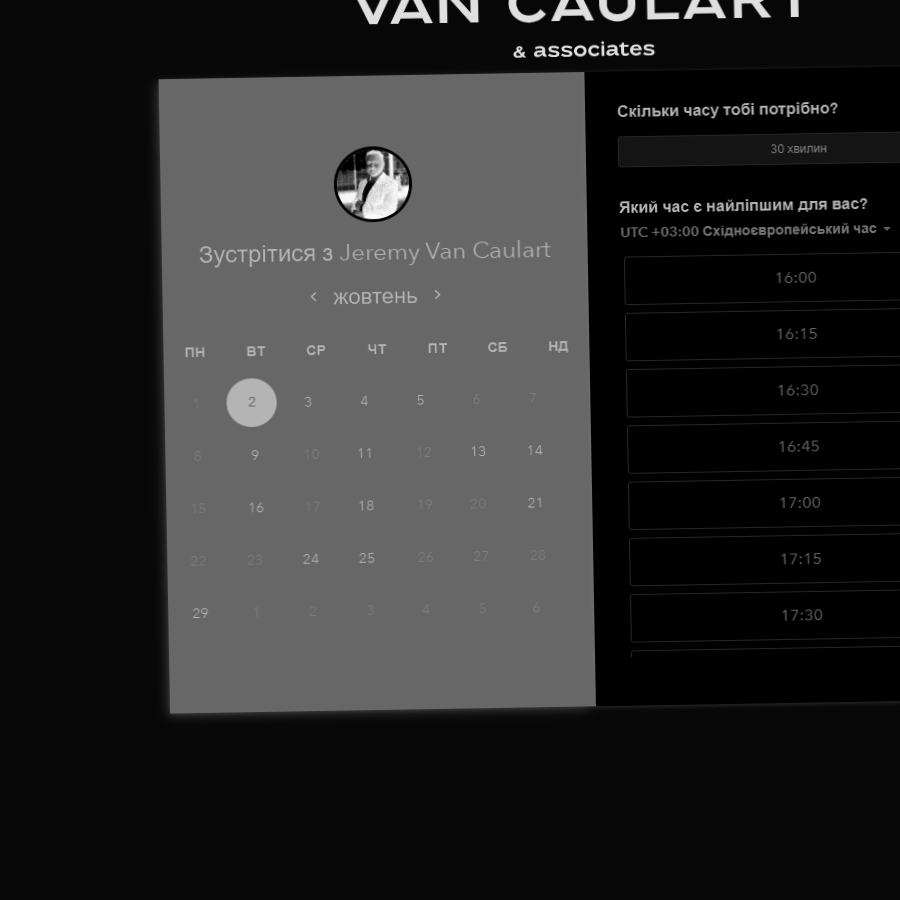 VAN CAULART
& associates
Зустрітися з Jeremy Van Caulart
‹ жовтень ›
ПН ВТ СР ЧТ ПТ СБ НД
1 2 3 4 5 6 7
8 9 10 11 12 13 14
15 16 17 18 19 20 21
22 23 24 25 26 27 28
29 1 2 3 4 5 6
Скільки часу тобі потрібно?
30 хвилин
Який час є найліпшим для вас?
UTC +03:00 Східноєвропейський час
16:00
16:15
16:30
16:45
17:00
17:15
17:30